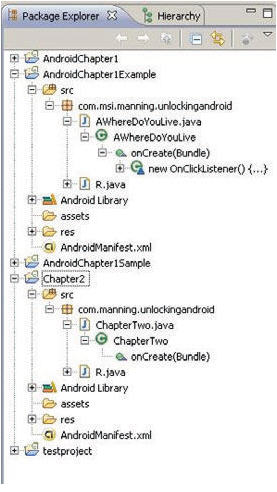 Package Explorer
Hierarchy
AndroidChapter1
AndroidChapter1Example
src
com.msi.manning.unlockingandroid
AWhereDoYouLive.java
AWhereDoYouLive
onCreate(Bundle)
new OnClickListener() {...}
R.java
Android Library
assets
res
AndroidManifest.xml
AndroidChapter1Sample
Chapter2
src
com.manning.unlockingandroid
ChapterTwo.java
ChapterTwo
onCreate(Bundle)
R.java
Android Library
assets
res
AndroidManifest.xml
testproject